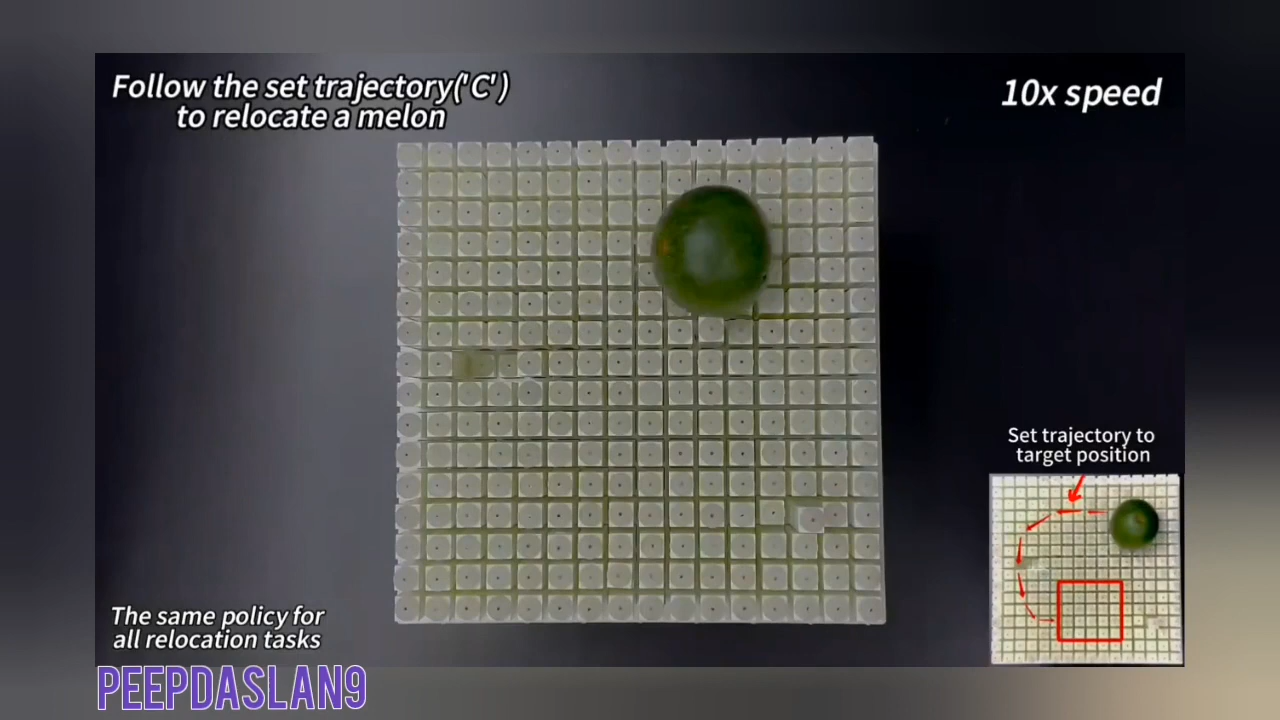 Follow the set trajectory('C')
to relocate a melon
10x speed
Set trajectory to
target position
The same policy for
all relocation tasks
PEEPDASLAN9